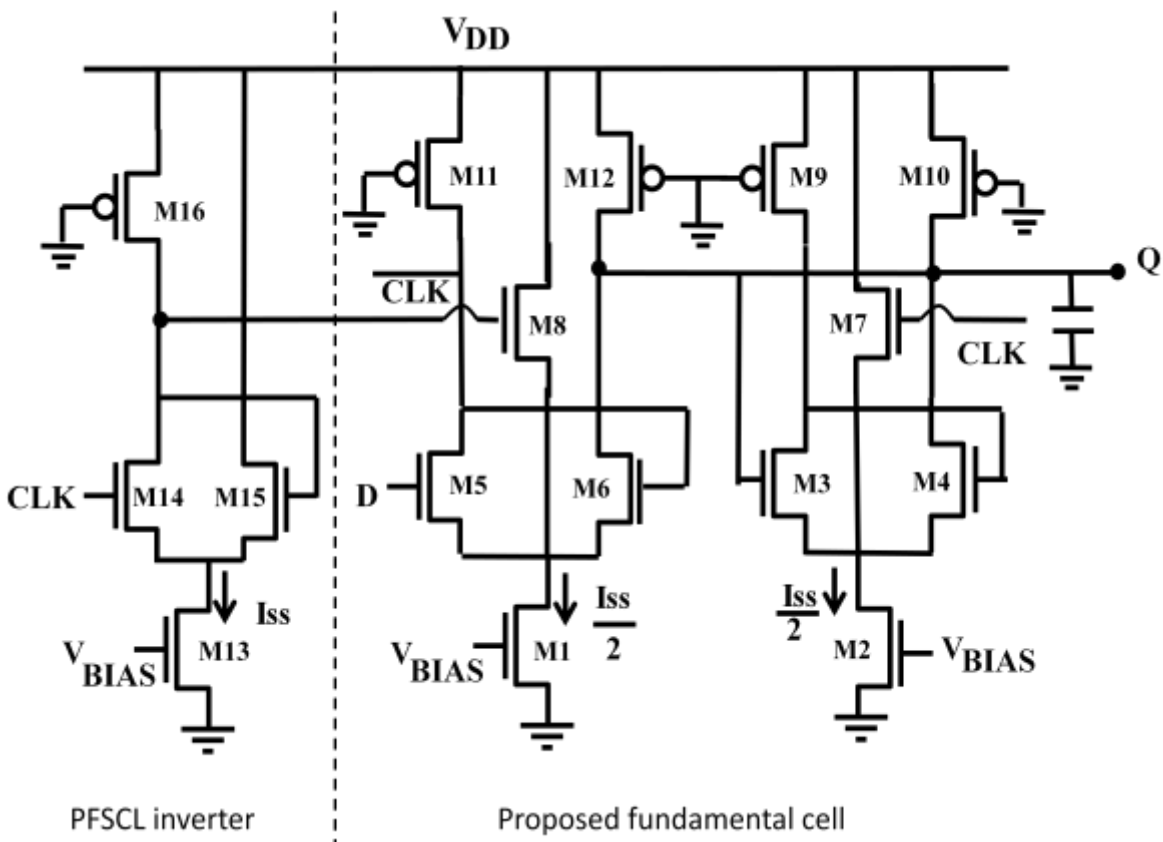 VDD
M11
M12
M9
M10
M16
Q
CLK
M8
M7
CLK
CLK
M14
M15
D
M5
M6
M3
M4
Iss
Iss
2
Iss
2
VBIAS
M13
VBIAS
M1
M2
VBIAS
PFSCL inverter
Proposed fundamental cell